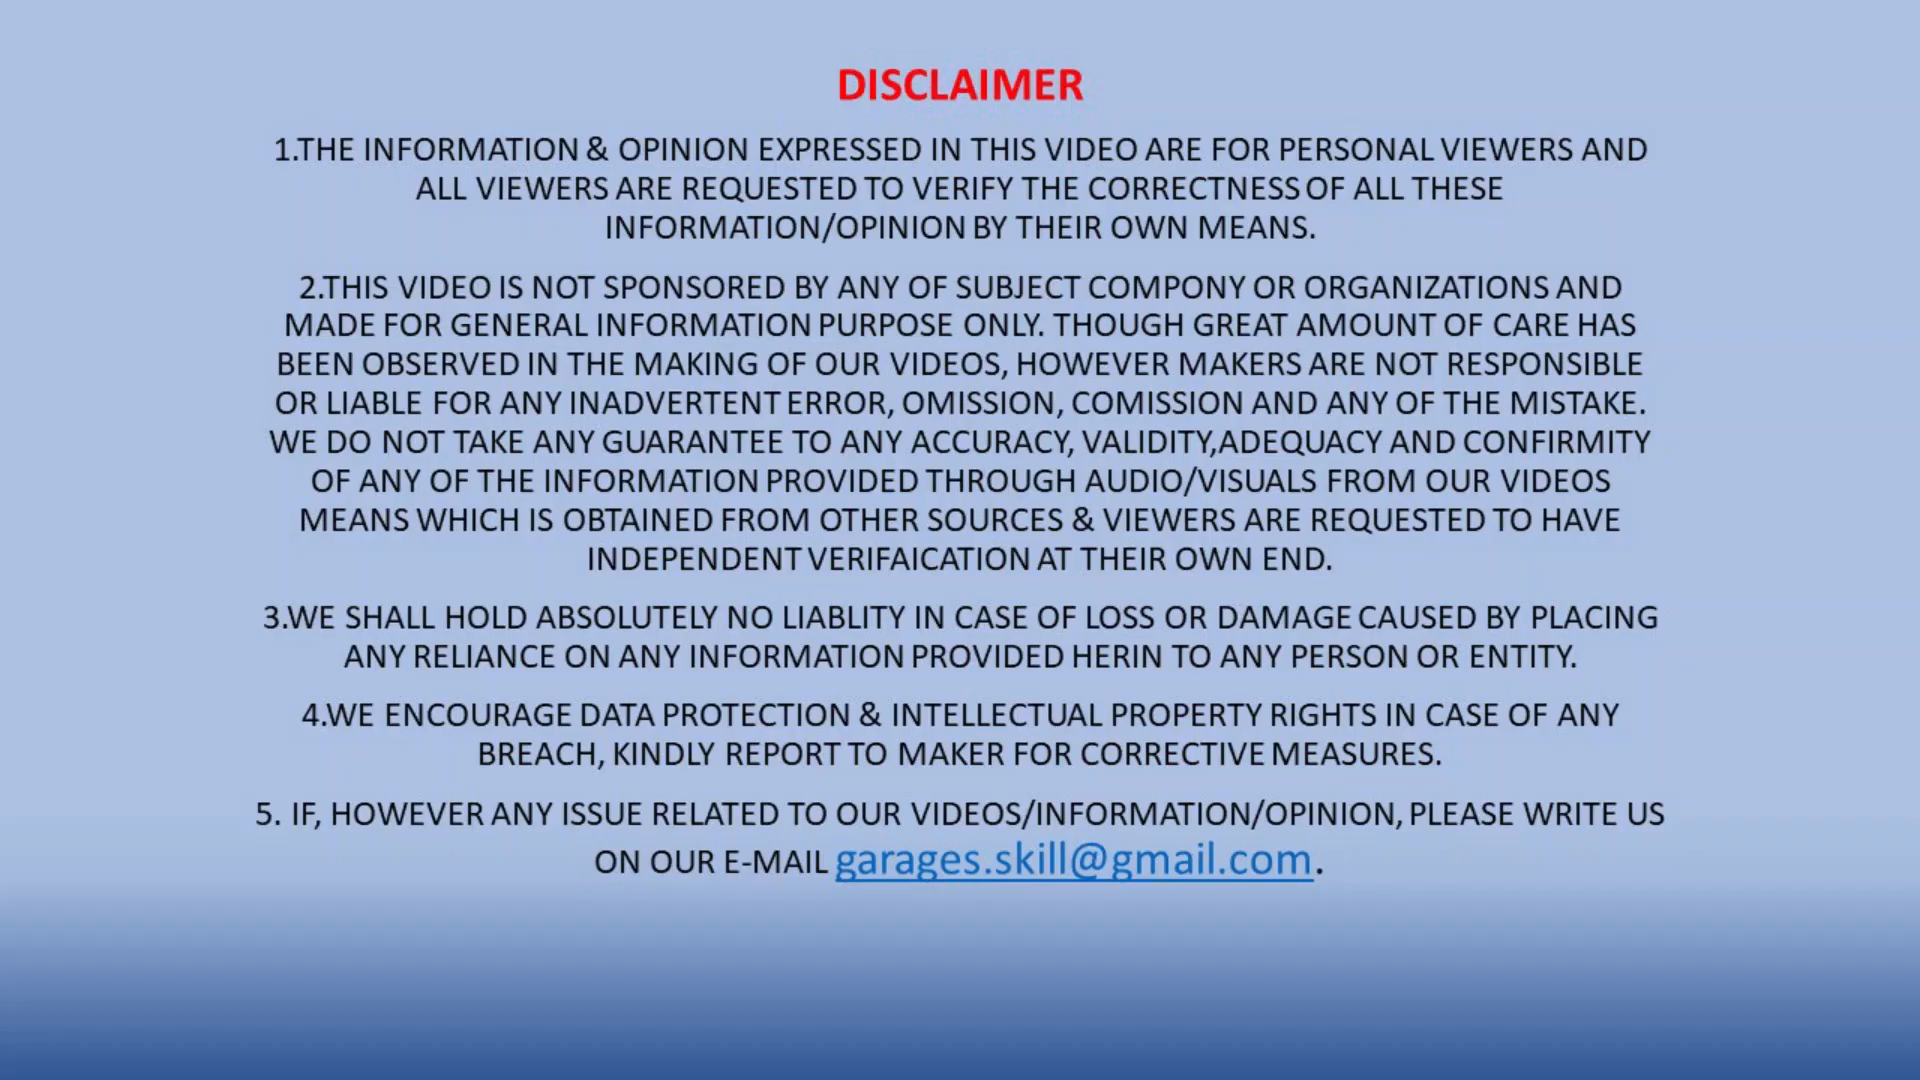 DISCLAIMER
1.THE INFORMATION & OPINION EXPRESSED IN THIS VIDEO ARE FOR PERSONAL VIEWERS AND
ALL VIEWERS ARE REQUESTED TO VERIFY THE CORRECTNESS OF ALL THESE
INFORMATION/OPINION BY THEIR OWN MEANS.
2.THIS VIDEO IS NOT SPONSORED BY ANY OF SUBJECT COMPONY OR ORGANIZATIONS AND
MADE FOR GENERAL INFORMATION PURPOSE ONLY. THOUGH GREAT AMOUNT OF CARE HAS
BEEN OBSERVED IN THE MAKING OF OUR VIDEOS, HOWEVER MAKERS ARE NOT RESPONSIBLE
OR LIABLE FOR ANY INADVERTENT ERROR, OMISSION, COMISSION AND ANY OF THE MISTAKE.
WE DO NOT TAKE ANY GUARANTEE TO ANY ACCURACY, VALIDITY,ADEQUACY AND CONFIRMITY
OF ANY OF THE INFORMATION PROVIDED THROUGH AUDIO/VISUALS FROM OUR VIDEOS
MEANS WHICH IS OBTAINED FROM OTHER SOURCES & VIEWERS ARE REQUESTED TO HAVE
INDEPENDENT VERIFAICATION AT THEIR OWN END.
3.WE SHALL HOLD ABSOLUTELY NO LIABLITY IN CASE OF LOSS OR DAMAGE CAUSED BY PLACING
ANY RELIANCE ON ANY INFORMATION PROVIDED HERIN TO ANY PERSON OR ENTITY.
4.WE ENCOURAGE DATA PROTECTION & INTELLECTUAL PROPERTY RIGHTS IN CASE OF ANY
BREACH, KINDLY REPORT TO MAKER FOR CORRECTIVE MEASURES.
5. IF, HOWEVER ANY ISSUE RELATED TO OUR VIDEOS/INFORMATION/OPINION, PLEASE WRITE US
ON OUR E-MAIL garages.skill@gmail.com.